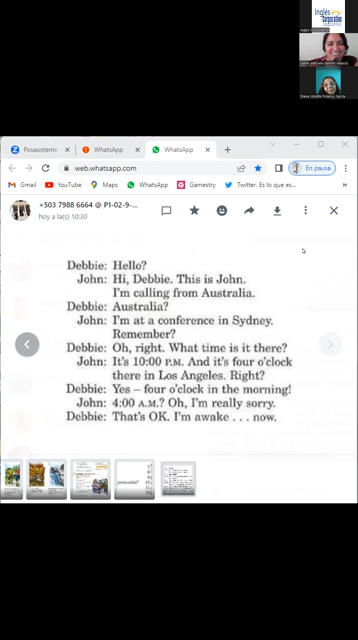 Inglés
Corporativo
Posasistente
WhatsApp
WhatsApp
web.whatsapp.com
En pausa
Gmail
YouTube
Maps
WhatsApp
Gamestry
Twitter. Es lo que es...
+503 7988 6664 @ P1-02-9-...
hoy a la(s) 10:30
Debbie: Hello?
John: Hi, Debbie. This is John.
I'm calling from Australia.
Debbie: Australia?
John: I'm at a conference in Sydney.
Remember?
Debbie: Oh, right. What time is it there?
John: It's 10:00 P.M. And it's four o'clock
there in Los Angeles. Right?
Debbie: Yes – four o'clock in the morning!
John: 4:00 A.M.? Oh, I'm really sorry.
Debbie: That's OK. I'm awake . . . now.